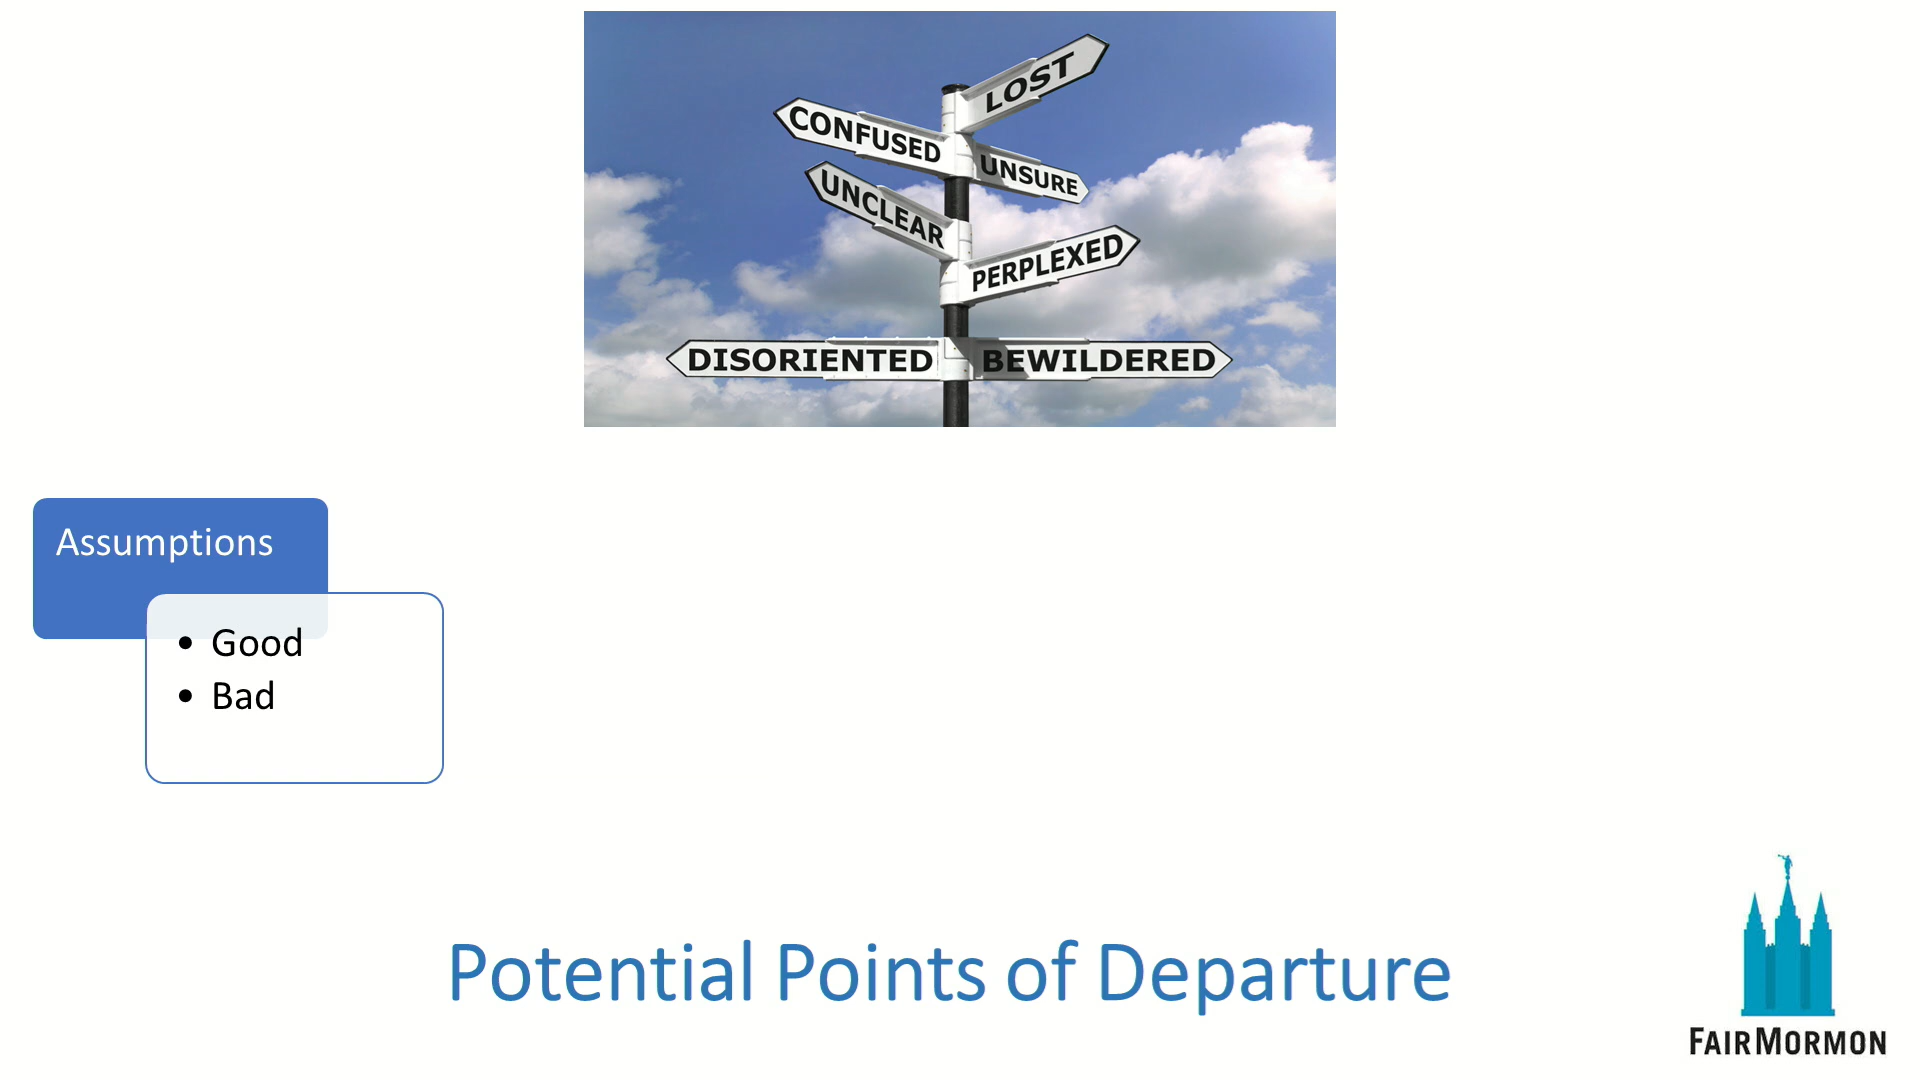 LOST
CONFUSED
UNSURE
UNCLEAR
PERPLEXED
DISORIENTED
BEWILDERED
Assumptions
• Good
• Bad
Potential Points of Departure
FAIRMORMON